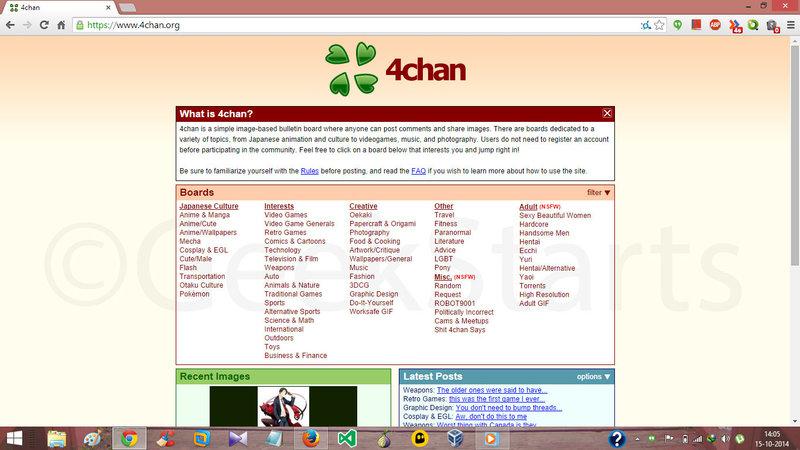 4chan
https://www.4chan.org
4chan
What is 4chan?
4chan is a simple image-based bulletin board where anyone can post comments and share images. There are boards dedicated to a
variety of topics, from Japanese animation and culture to videogames, music, and photography. Users do not need to register an account
before participating in the community. Feel free to click on a board below that interests you and jump right in!
Be sure to familiarize yourself with the Rules before posting, and read the FAQ if you wish to learn more about how to use the site.
Boards
filter ▼
Japanese Culture
Anime & Manga
Anime/Cute
Anime/Wallpapers
Mecha
Cosplay & EGL
Cute/Male
Flash
Transportation
Otaku Culture
Pokémon
Interests
Video Games
Video Game Generals
Retro Games
Comics & Cartoons
Technology
Television & Film
Weapons
Auto
Animals & Nature
Traditional Games
Sports
Alternative Sports
Science & Math
International
Outdoors
Toys
Business & Finance
Creative
Oekaki
Papercraft & Origami
Photography
Food & Cooking
Artwork/Critique
Wallpapers/General
Music
Fashion
3DCG
Graphic Design
Do-It-Yourself
Worksafe GIF
Other
Travel
Fitness
Paranormal
Literature
Advice
LGBT
Pony
Misc. (NSFW)
Random
Request
ROBOT9001
Politically Incorrect
Cams & Meetups
Shit 4chan Says
Adult (NSFW)
Sexy Beautiful Women
Hardcore
Handsome Men
Hentai
Ecchi
Yuri
Hentai/Alternative
Yaoi
Torrents
High Resolution
Adult GIF
©GeekStarts
Recent Images
Latest Posts
options ▼
Weapons: The older ones were said to have...
Retro Games: this was the first game I ever...
Graphic Design: You don't need to bump threads...
Cosplay & EGL: Aw, don't do this to me
Weapons: Worst thing with Canada is they
14:05
15-10-2014